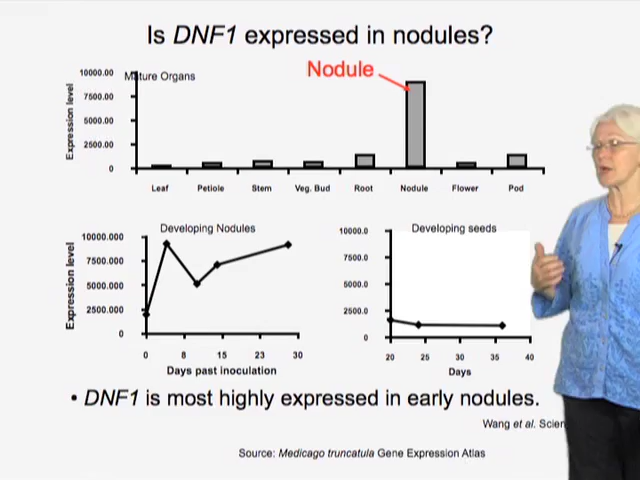 Is DNF1 expressed in nodules?
Mature Organs
Nodule
Expression level
10000.00
7500.00
5000.00
2500.00
0
Leaf Petiole Stem Veg. Bud Root Nodule Flower Pod
Developing Nodules
Expression level
10000.000
7500.000
5000.000
2500.000
0
0 8 15 23 30
Days past inoculation
Developing seeds
10000.0
7500.0
5000.0
2500.0
0
20 25 30 35 40
Days
• DNF1 is most highly expressed in early nodules.
Wang et al.
Source: Medicago truncatula Gene Expression Atlas